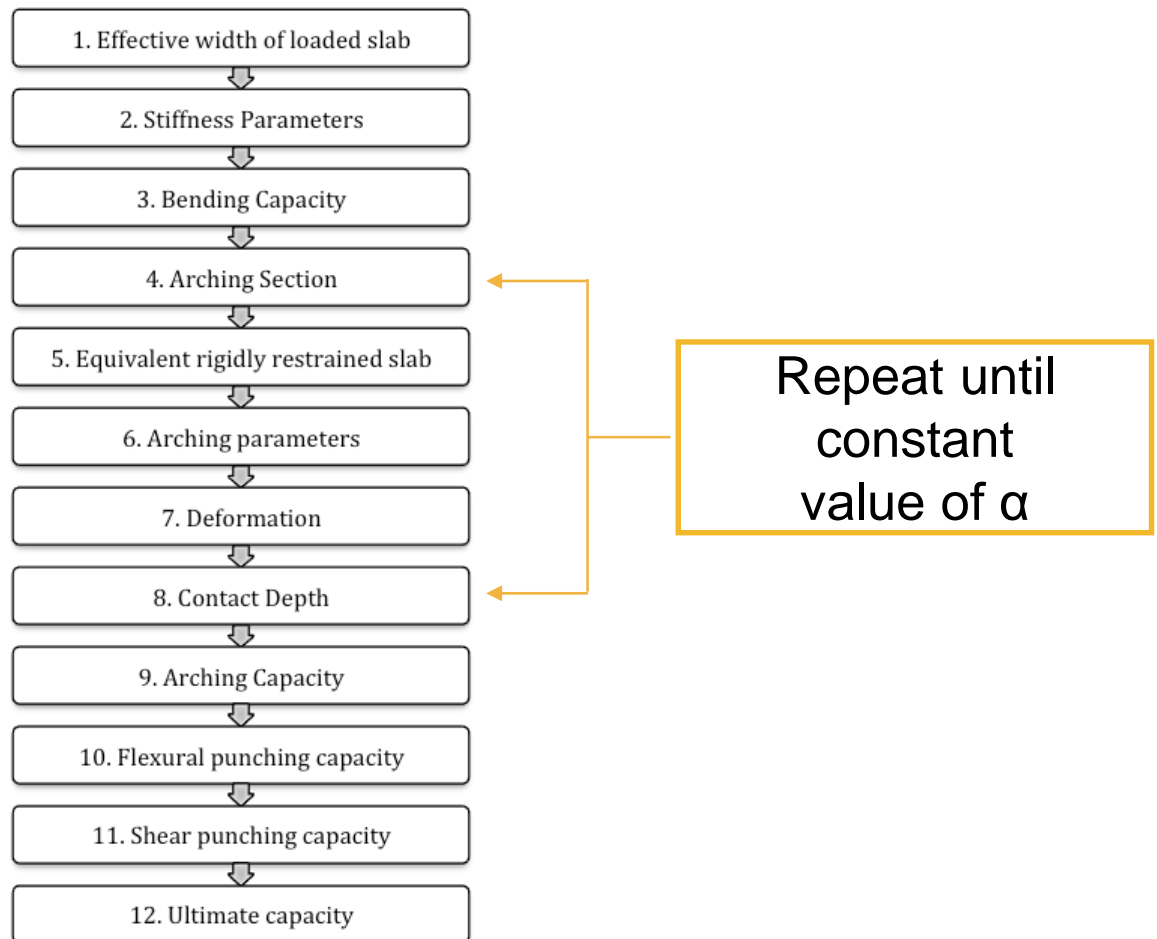 1. Effective width of loaded slab
2. Stiffness Parameters
3. Bending Capacity
4. Arching Section
5. Equivalent rigidly restrained slab
6. Arching parameters
7. Deformation
8. Contact Depth
9. Arching Capacity
10. Flexural punching capacity
11. Shear punching capacity
12. Ultimate capacity
Repeat until
constant
value of α